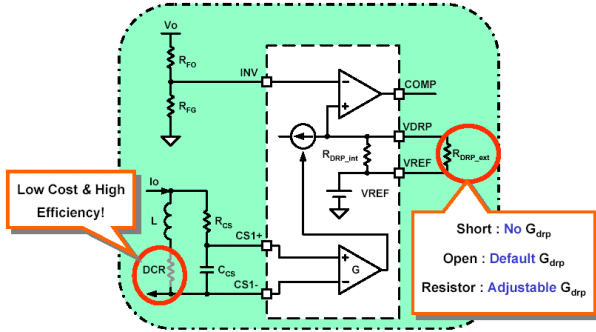 Vo
RFO
INV
COMP
RFG
VDRP
RDRP_int
RDRP_ext
VREF
VREF
Low Cost & High
Efficiency!
Io
L
RCS
CS1+
DCR
CCS
CS1-
G
Short : No Gdrp
Open : Default Gdrp
Resistor : Adjustable Gdrp